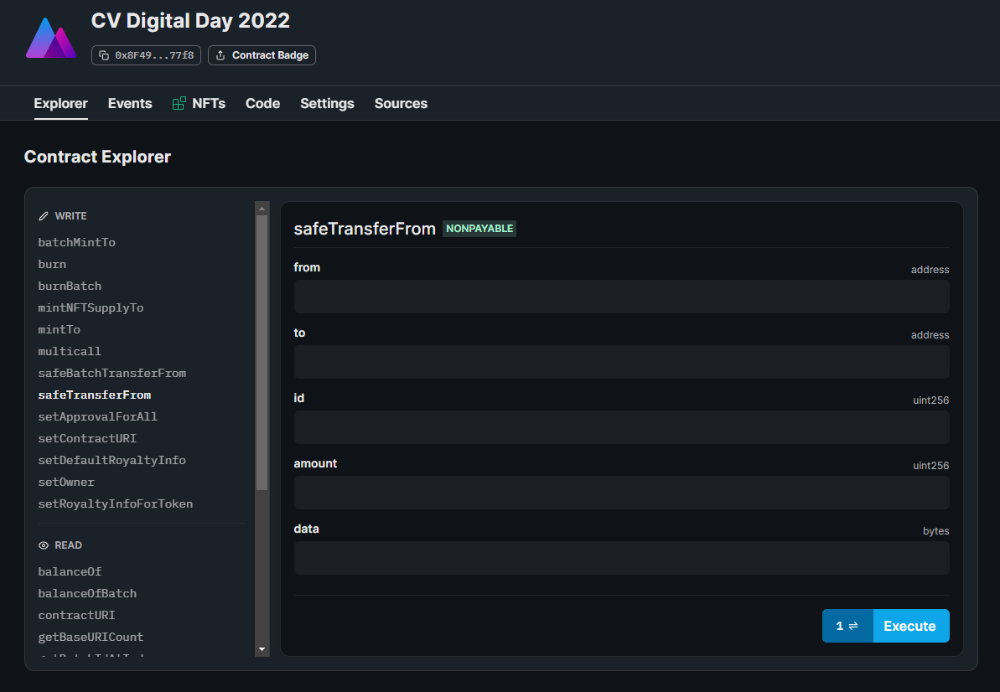 CV Digital Day 2022
0x8F49...77f8
Contract Badge
Explorer
Events
NFTs
Code
Settings
Sources
Contract Explorer
WRITE
batchMintTo
burn
burnBatch
mintNFTSupplyTo
mintTo
multicall
safeBatchTransferFrom
safeTransferFrom
setApprovalForAll
setContractURI
setDefaultRoyaltyInfo
setOwner
setRoyaltyInfoForToken
READ
balanceOf
balanceOfBatch
contractURI
getBaseURICount
safeTransferFrom
NONPAYABLE
from
address
to
address
id
uint256
amount
uint256
data
bytes
1
Execute